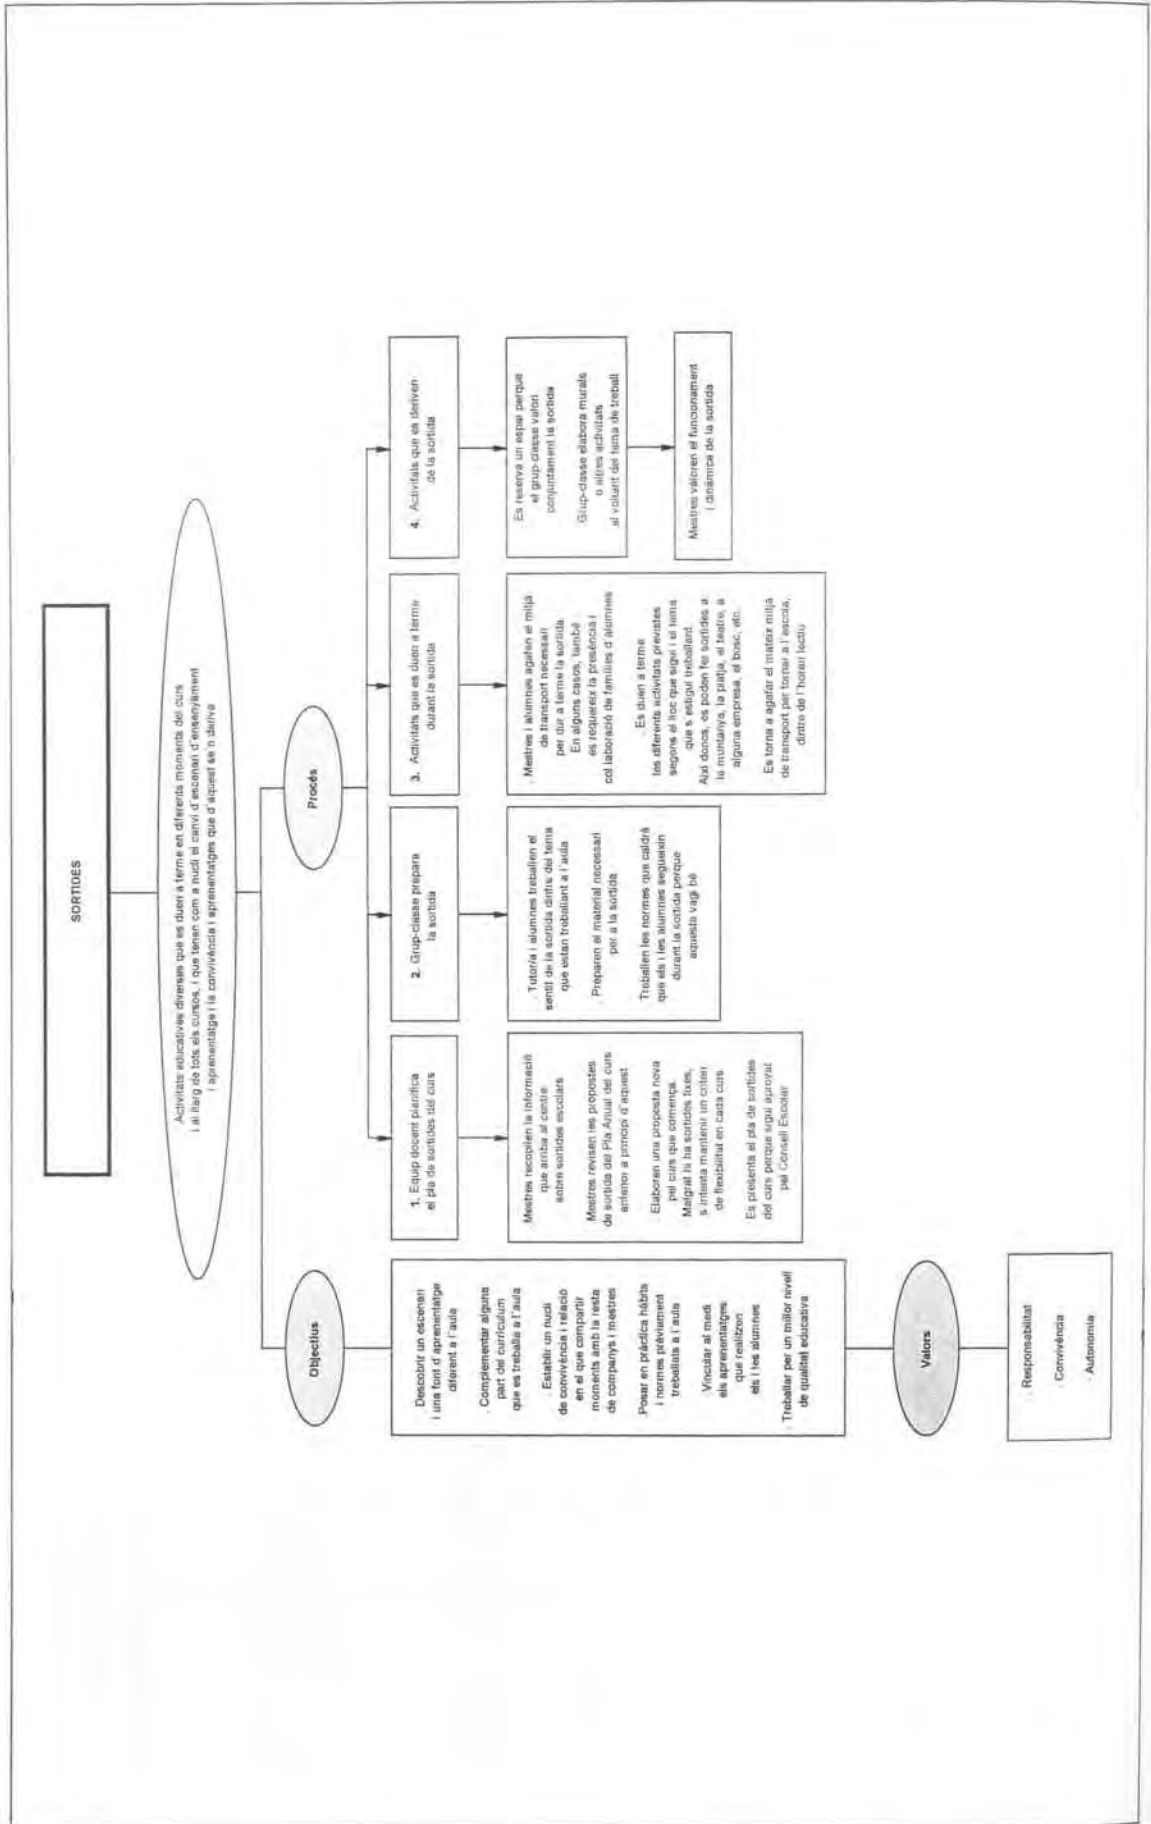 SORTIDES
Activitats educatives diverses que es duen a terme en diferents moments del curs
i al llarg de tots els cursos, i que tenen com a nucli el canvi d'escenari d'ensenyament
i aprenentatge i la convivència i aprenentatges que d'aquest se'n deriva
Objectius
. Descobrir un escenari
i una font d'aprenentatge
diferent a l'aula
. Complementar alguna
part del currículum
que es treballa a l'aula
. Establir un nudi
de convivència i relació
en el que compartir
moments amb la resta
de companys i mestres
. Posar en pràctica hàbits
i normes prèviament
treballats a l'aula
. Vincular al medi
els aprenentatges
que realitzen
els i les alumnes
. Treballar per un millor nivell
de qualitat educativa
Valors
. Responsabilitat
. Convivència
. Autonomia
Procés
1. Equip docent planifica
el pla de sortides del curs
Mestres recopilen la informació
que arriba al centre
sobre sortides escolars
Mestres revisen les propostes
de sortida del Pla Anual del curs
anterior a principi d'aquest
. Elaboren una proposta nova
pel curs que comença.
Malgrat hi ha sortides fixes,
s'intenta mantenir un criteri
de flexibilitat en cada curs
Es presenta el pla de sortides
del curs perque sigui aprovat
pel Consell Escolar
2. Grup-classe prepara
la sortida
. Tutor/a i alumnes treballen el
sentit de la sortida dintre del tema
que estan treballant a l'aula
. Preparen el material necessari
per a la sortida
Treballen les normes que caldrà
que els i les alumnes segueixin
durant la sortida perque
aquesta vagi bé
3. Activitats que es duen a terme
durant la sortida
. Mestres i alumnes agafen el mitjà
de transport necessari
per dur a terme la sortida.
En alguns casos, també
es requereix la presència i
col·laboració de famílies d'alumnes
. Es duen a terme
les diferents activitats previstes
segons el lloc que sigui i el tema
que s'estigui treballant.
Així doncs, es poden fer sortides a
la muntanya, la platja, el teatre, a
alguna empresa, el bosc, etc.
Es torna a agafar el mateix mitjà
de transport per tornar a l'escola,
dintre de l'horari lectiu
4. Activitats que es deriven
de la sortida
. Es reserva un espai perque
el grup-classe valori
conjuntament la sortida
Grup-classe elabora murals
o altres activitats
al voltant del tema de treball
Mestres valoren el funcionament
i dinàmica de la sortida